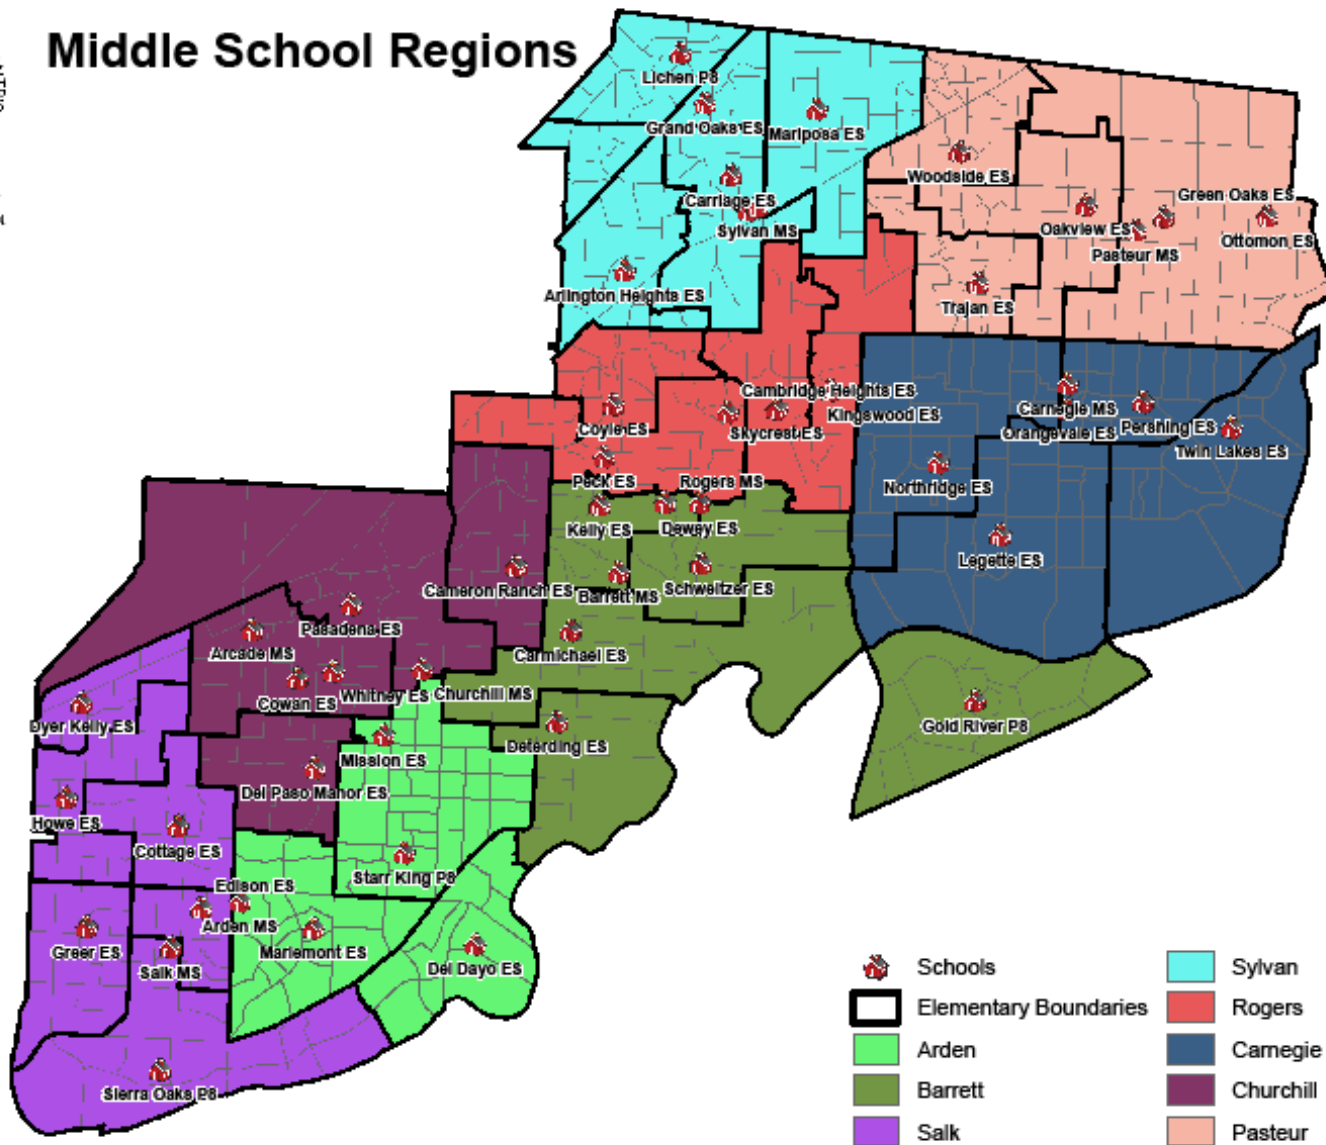 Middle School Regions
Lichen P8
Grand Oaks ES
Mariposa ES
Carriage ES
Sylvan MS
Arlington Heights ES
Woodside ES
Green Oaks ES
Oakview ES
Pasteur MS
Ottomon ES
Trajan ES
Cambridge Heights ES
Kingswood ES
Coyle ES
Skycrest ES
Carnegie MS
Orangevale ES
Pershing ES
Twin Lakes ES
Peck ES
Rogers MS
Northridge ES
Kelly ES
Dewey ES
Legette ES
Cameron Ranch ES
Barrett MS
Schweitzer ES
Pasadena ES
Arcade MS
Carmichael ES
Cowan ES
Whitney ES
Churchill MS
Dyer Kelly ES
Gold River P8
Mission ES
Deterding ES
Del Paso Manor ES
Howe ES
Cottage ES
Starr King P8
Edison ES
Arden MS
Mariemont ES
Greer ES
Salk MS
Del Dayo ES
Sierra Oaks P8
Schools
Elementary Boundaries
Arden
Barrett
Salk
Sylvan
Rogers
Carnegie
Churchill
Pasteur